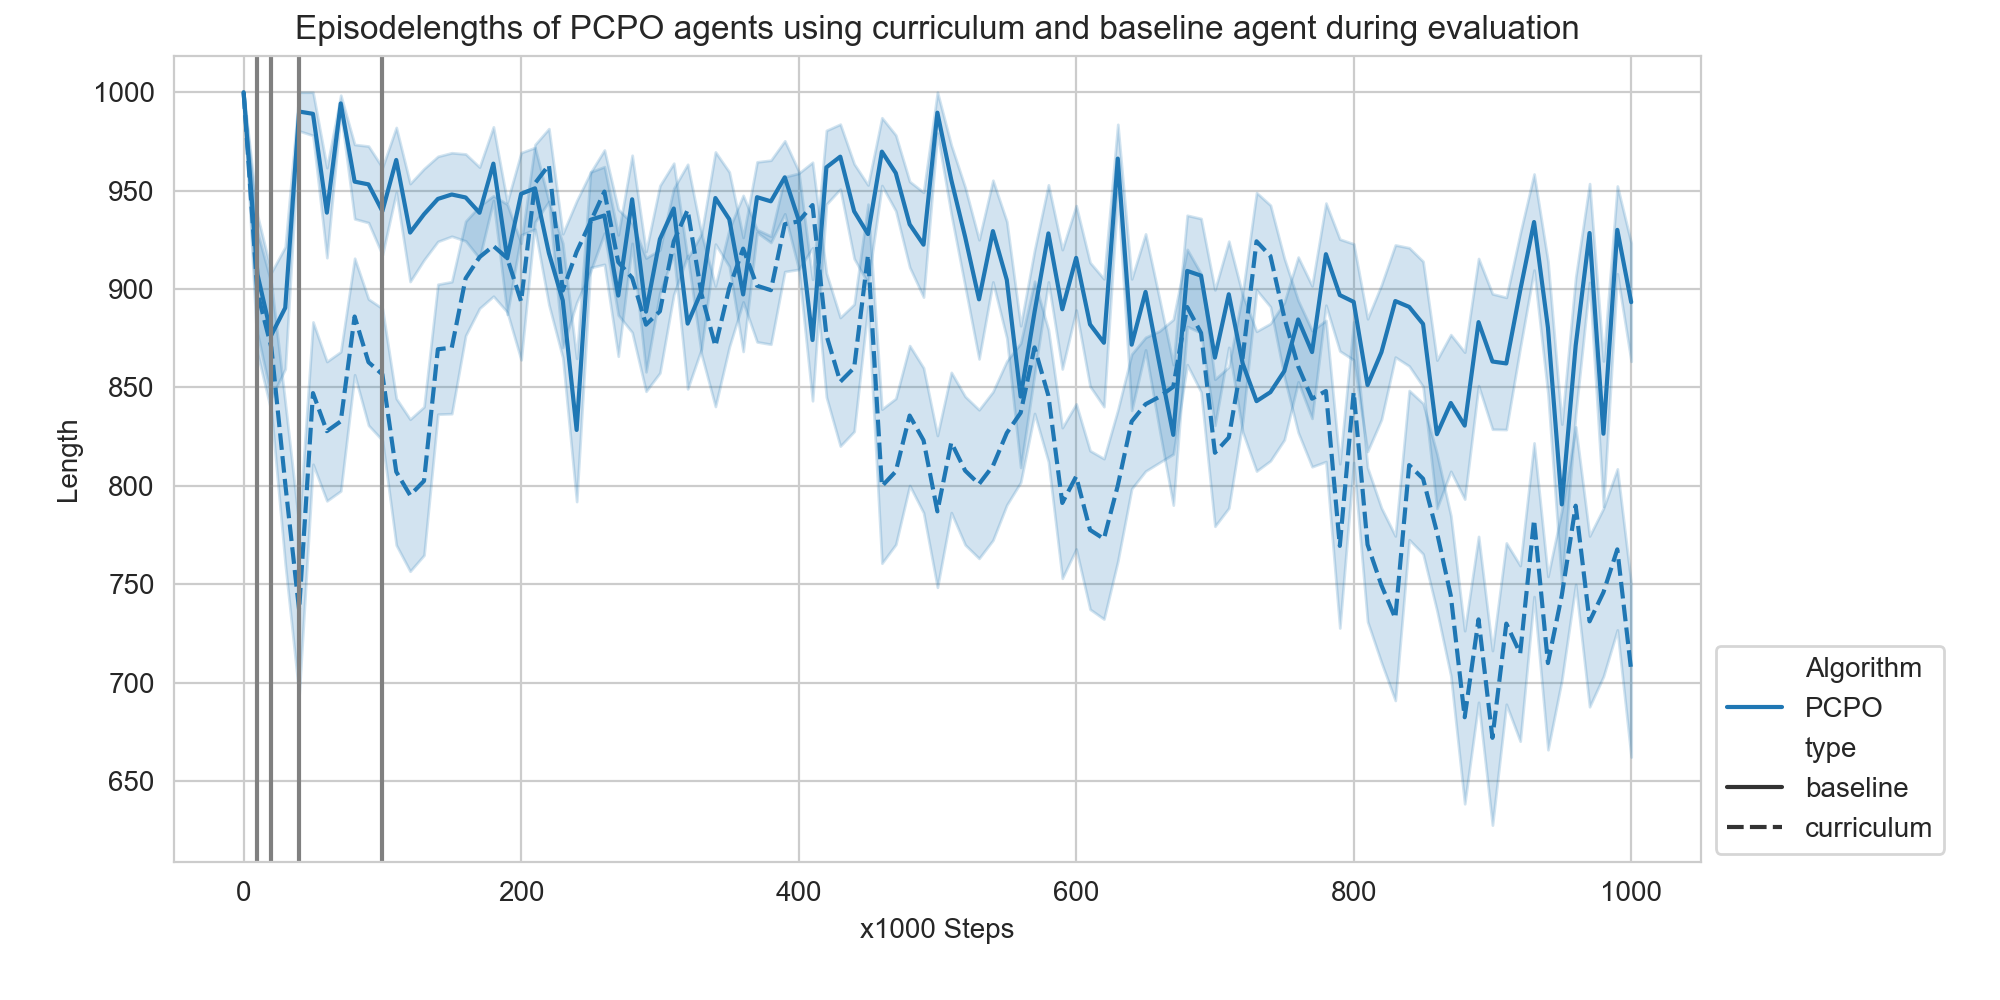 Episodelengths of PCPO agents using curriculum and baseline agent during evaluation
1000
950
900
850
800
750
700
650
Length
0 200 400 600 800 1000
x1000 Steps
Algorithm
PCPO
type
baseline
curriculum